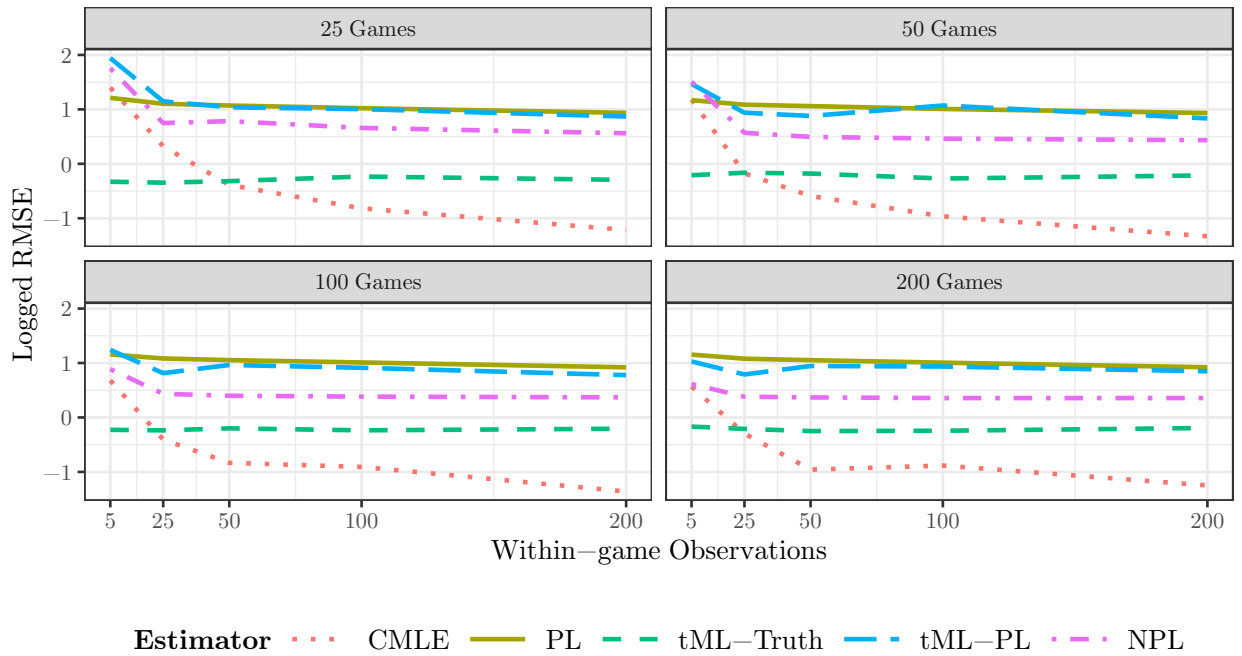 25 Games
50 Games
2
1
0
−1
100 Games
200 Games
2
1
0
−1
Logged RMSE
5 25 50 100 200
5 25 50 100 200
Within−game Observations
Estimator CMLE PL tML−Truth tML−PL NPL